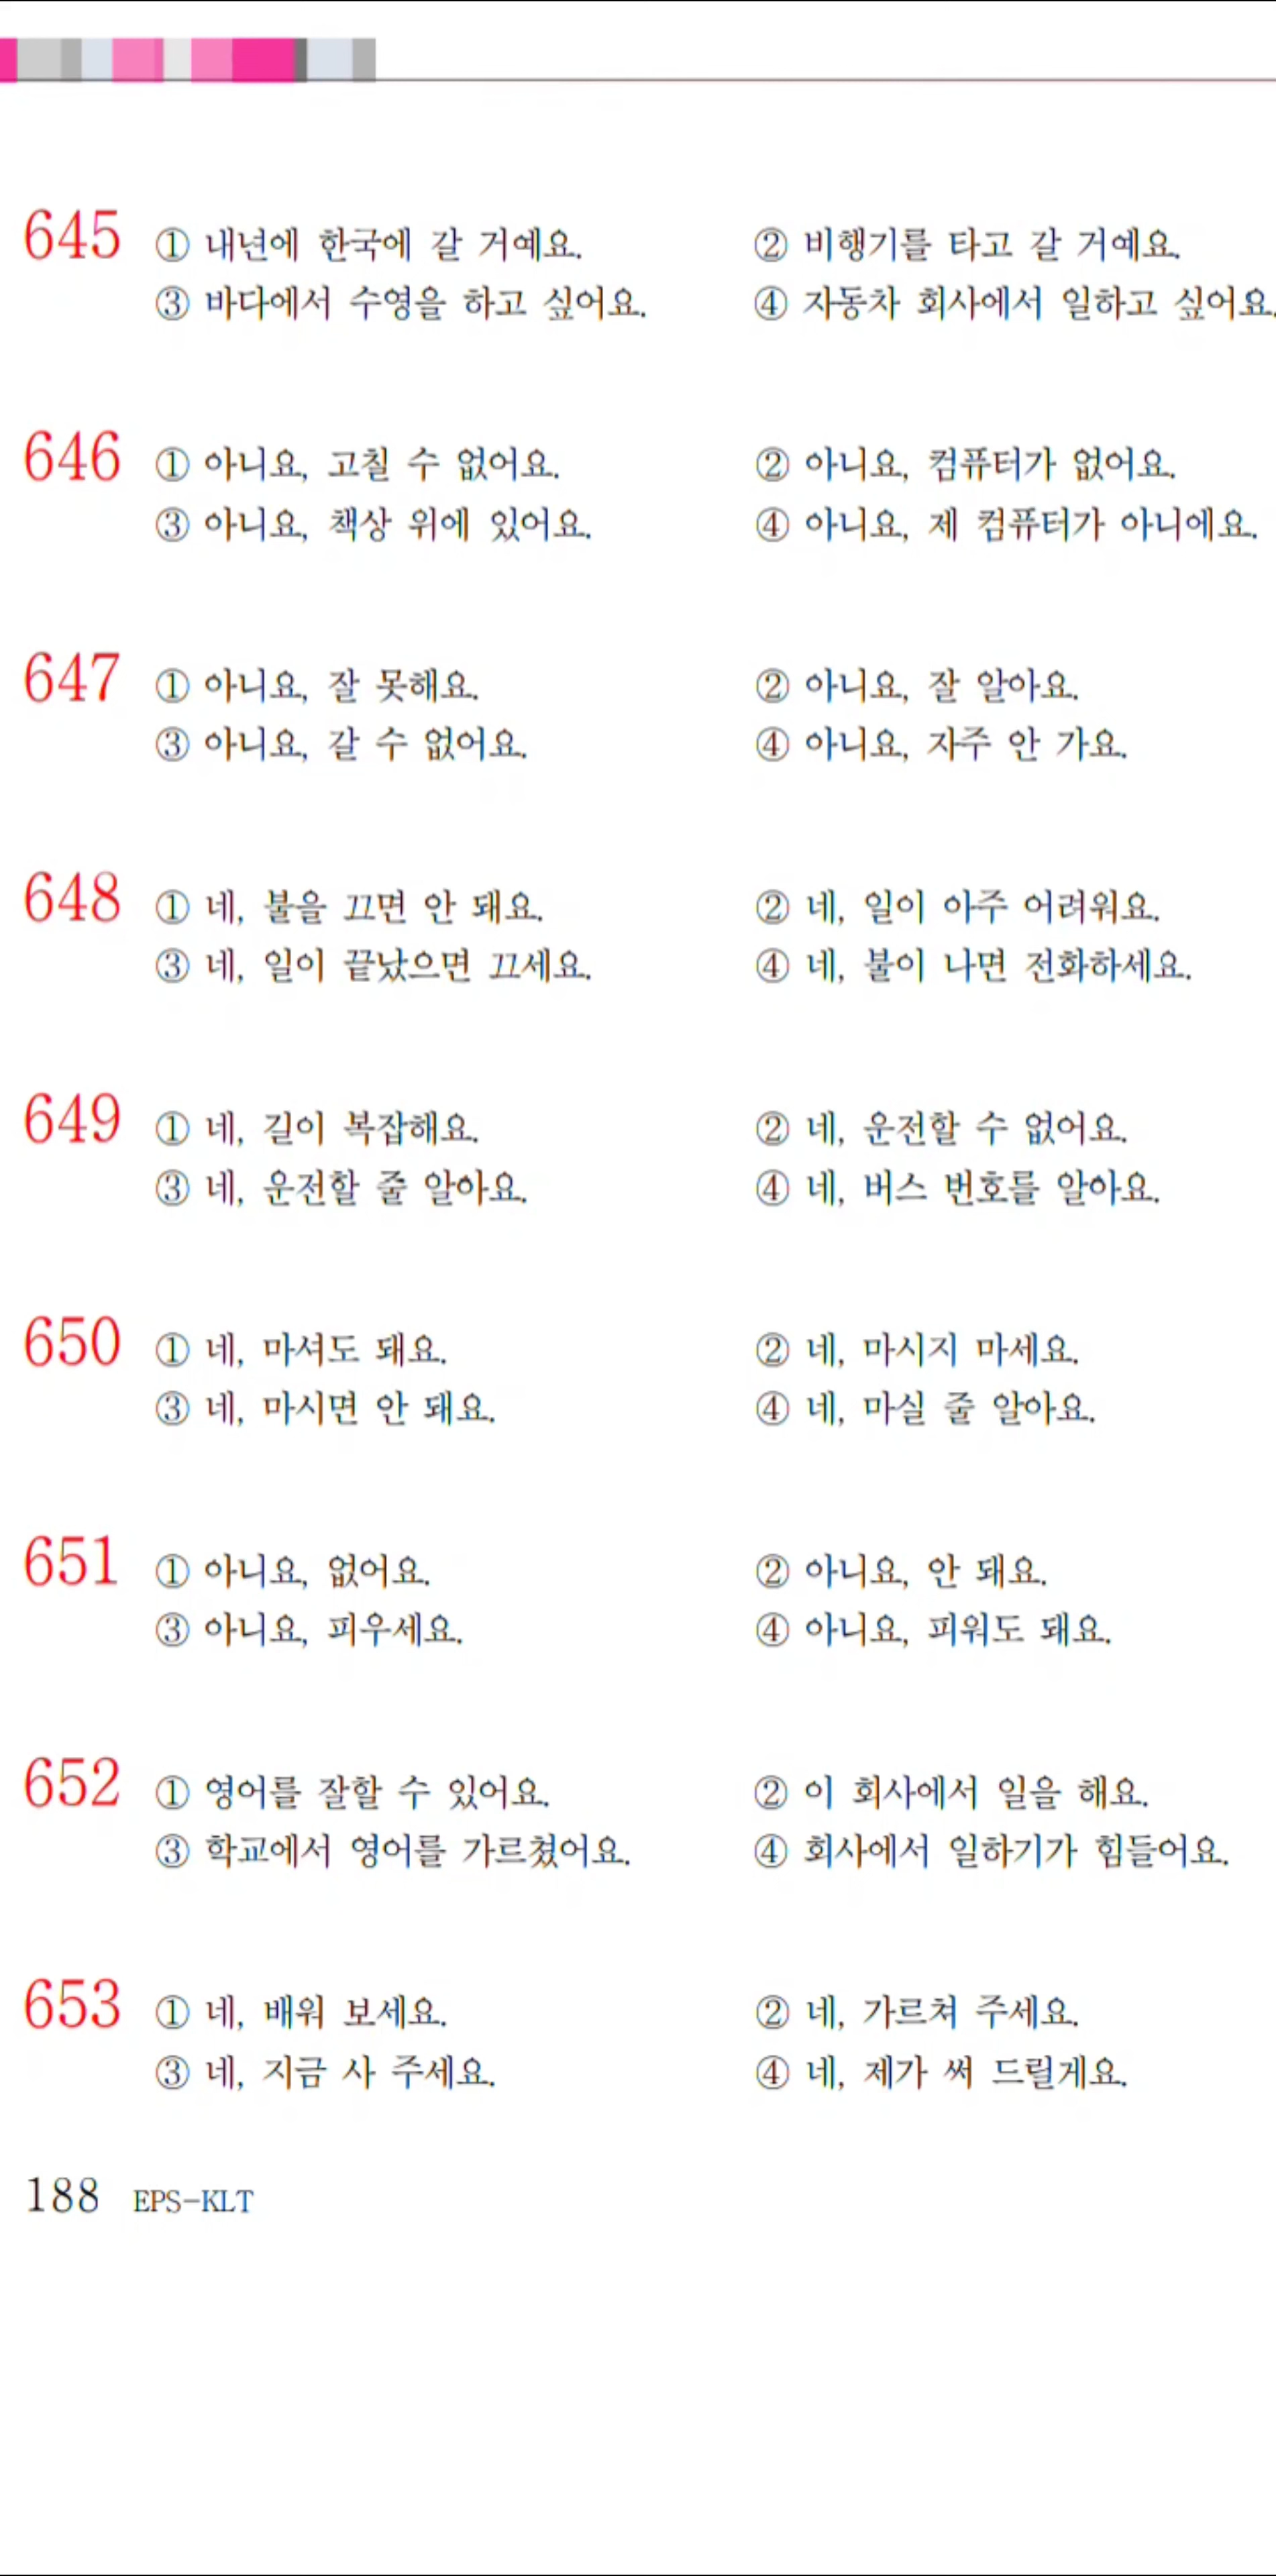 645 ① 내년에 한국에 갈 거예요. ② 비행기를 타고 갈 거예요.
③ 바다에서 수영을 하고 싶어요. ④ 자동차 회사에서 일하고 싶어요.
646 ① 아니요, 고칠 수 없어요. ② 아니요, 컴퓨터가 없어요.
③ 아니요, 책상 위에 있어요. ④ 아니요, 제 컴퓨터가 아니에요.
647 ① 아니요, 잘 못해요. ② 아니요, 잘 알아요.
③ 아니요, 갈 수 없어요. ④ 아니요, 자주 안 가요.
648 ① 네, 불을 끄면 안 돼요. ② 네, 일이 아주 어려워요.
③ 네, 일이 끝났으면 끄세요. ④ 네, 불이 나면 전화하세요.
649 ① 네, 길이 복잡해요. ② 네, 운전할 수 없어요.
③ 네, 운전할 줄 알아요. ④ 네, 버스 번호를 알아요.
650 ① 네, 마셔도 돼요. ② 네, 마시지 마세요.
③ 네, 마시면 안 돼요. ④ 네, 마실 줄 알아요.
651 ① 아니요, 없어요. ② 아니요, 안 돼요.
③ 아니요, 피우세요. ④ 아니요, 피워도 돼요.
652 ① 영어를 잘할 수 있어요. ② 이 회사에서 일을 해요.
③ 학교에서 영어를 가르쳤어요. ④ 회사에서 일하기가 힘들어요.
653 ① 네, 배워 보세요. ② 네, 가르쳐 주세요.
③ 네, 지금 사 주세요. ④ 네, 제가 써 드릴게요.
188 EPS-KLT